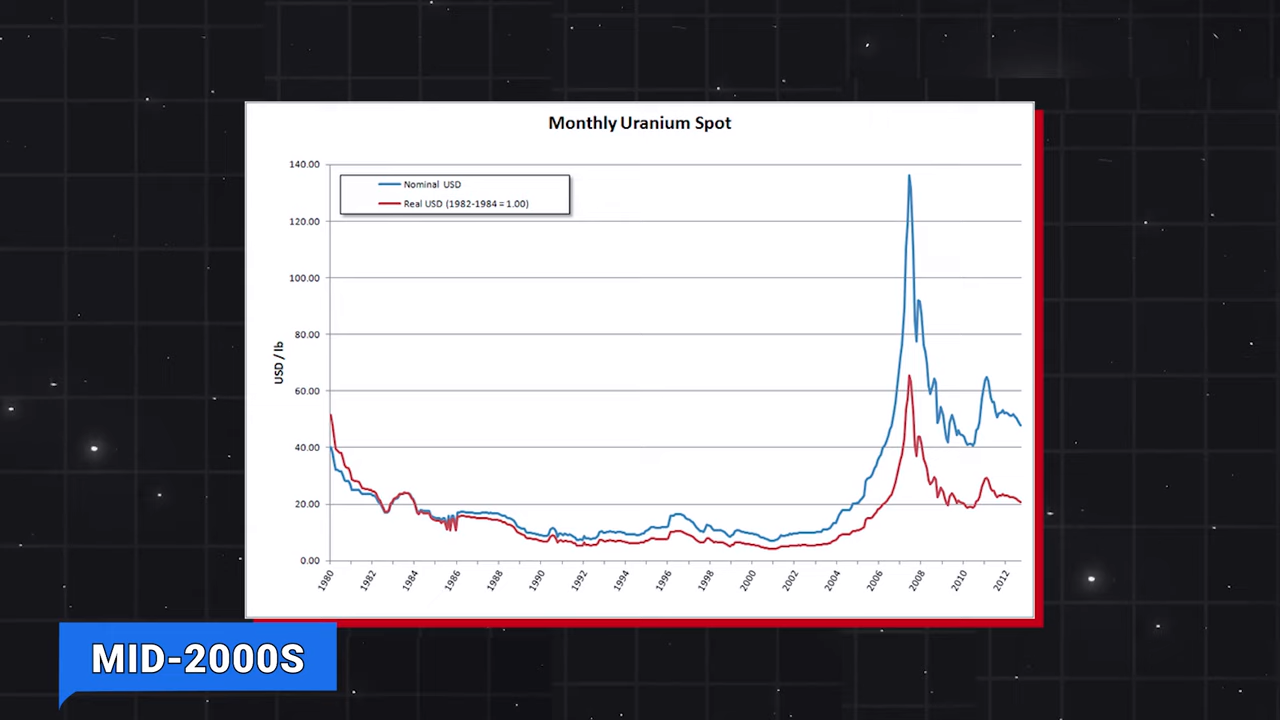 Monthly Uranium Spot
140.00
Nominal USD
Real USD (1982-1984 = 1.00)
120.00
100.00
80.00
USD / lb
60.00
40.00
20.00
0.00
1980 1982 1984 1986 1988 1990 1992 1994 1996 1998 2000 2002 2004 2006 2008 2010 2012
MID-2000S